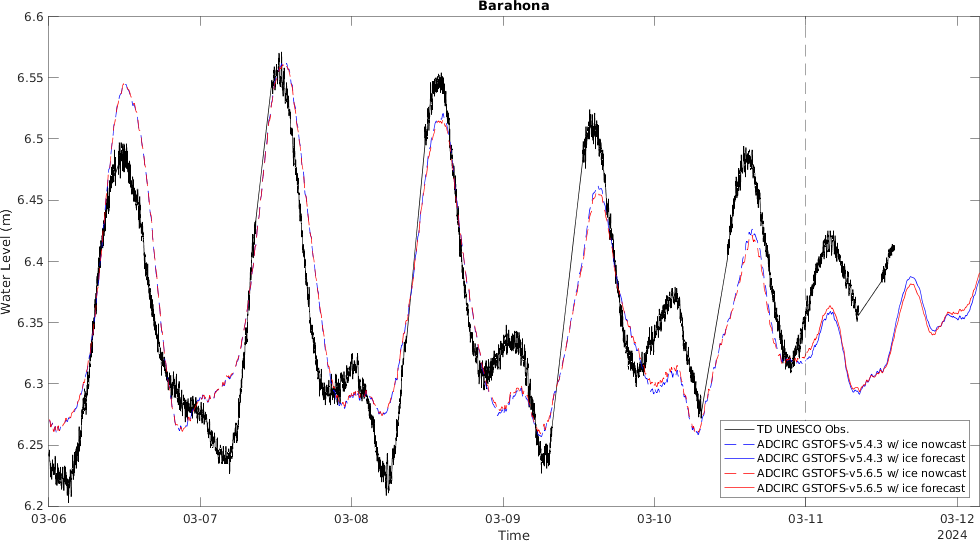 Barahona
6.6
6.55
6.5
6.45
6.4
6.35
6.3
6.25
6.2
Water Level (m)
TD UNESCO Obs.
ADCIRC GSTOFS-v5.4.3 w/ ice nowcast
ADCIRC GSTOFS-v5.4.3 w/ ice forecast
ADCIRC GSTOFS-v5.6.5 w/ ice nowcast
ADCIRC GSTOFS-v5.6.5 w/ ice forecast
03-06 03-07 03-08 03-09 03-10 03-11 03-12
Time
2024